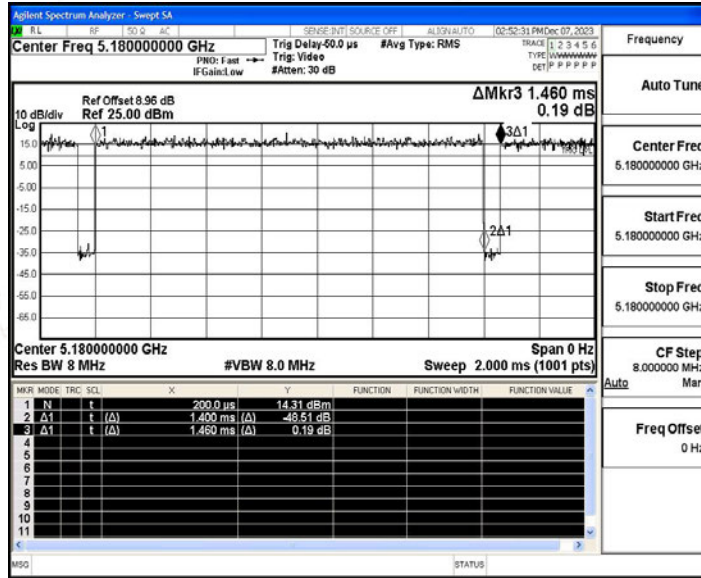 Agilent Spectrum Analyzer - Swept SA
RL RF 50 Ω AC SENSE:INT SOURCE OFF ALIGNAUTO 02:52:31 PM Dec 07, 2023
Center Freq 5.180000000 GHz
PNO: Fast
IFGain:Low
Trig Delay-50.0 µs
Trig: Video
#Atten: 30 dB
#Avg Type: RMS
TRACE 1 2 3 4 5 6
TYPE
DET P P P P P P
ΔMkr3 1.460 ms
0.19 dB
Ref Offset 8.96 dB
10 dB/div Ref 25.00 dBm
Log
1
3Δ1
15.0
5.00
-5.00
-15.0
-25.0
2Δ1
-35.0
-45.0
-55.0
-65.0
Center 5.180000000 GHz Span 0 Hz
Res BW 8 MHz #VBW 8.0 MHz Sweep 2.000 ms (1001 pts)
MKR MODE TRC SCL X Y FUNCTION FUNCTION WIDTH FUNCTION VALUE
1 N t 200.0 µs 14.31 dBm
2 Δ1 t (Δ) 1.400 ms (Δ) -48.51 dB
3 Δ1 t (Δ) 1.460 ms (Δ) 0.19 dB
4
5
6
7
8
9
10
11
MSG STATUS
Frequency
Auto Tune
Center Freq
5.180000000 GHz
Start Freq
5.180000000 GHz
Stop Freq
5.180000000 GHz
CF Step
8.000000 MHz
Auto Man
Freq Offset
0 Hz